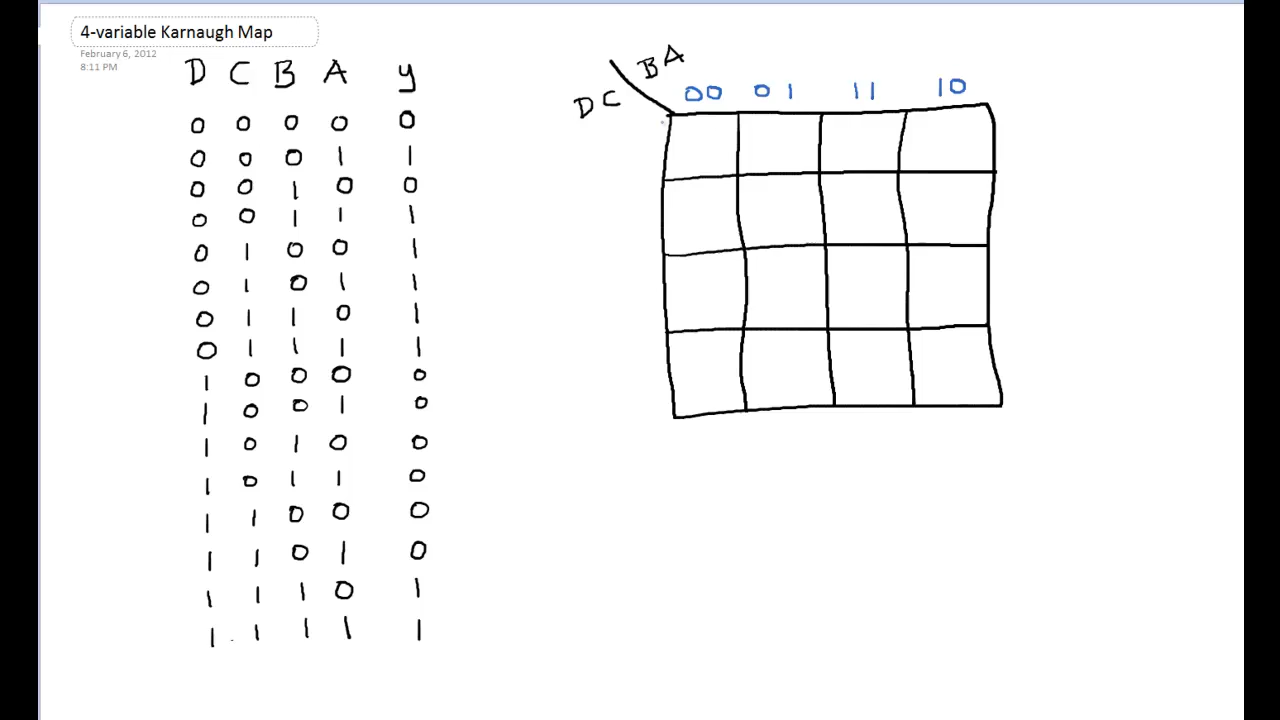 4-variable Karnaugh Map
February 6, 2012
8:11 PM
D C B A y
0 0 0 0 0
0 0 0 1 1
0 0 1 0 0
0 0 1 1 1
0 1 0 0 1
0 1 0 1 1
0 1 1 0 1
0 1 1 1 1
1 0 0 0 0
1 0 0 1 0
1 0 1 0 0
1 0 1 1 0
1 1 0 0 0
1 1 0 1 0
1 1 1 0 1
1 1 1 1 1
BA
DC
00 01 11 10